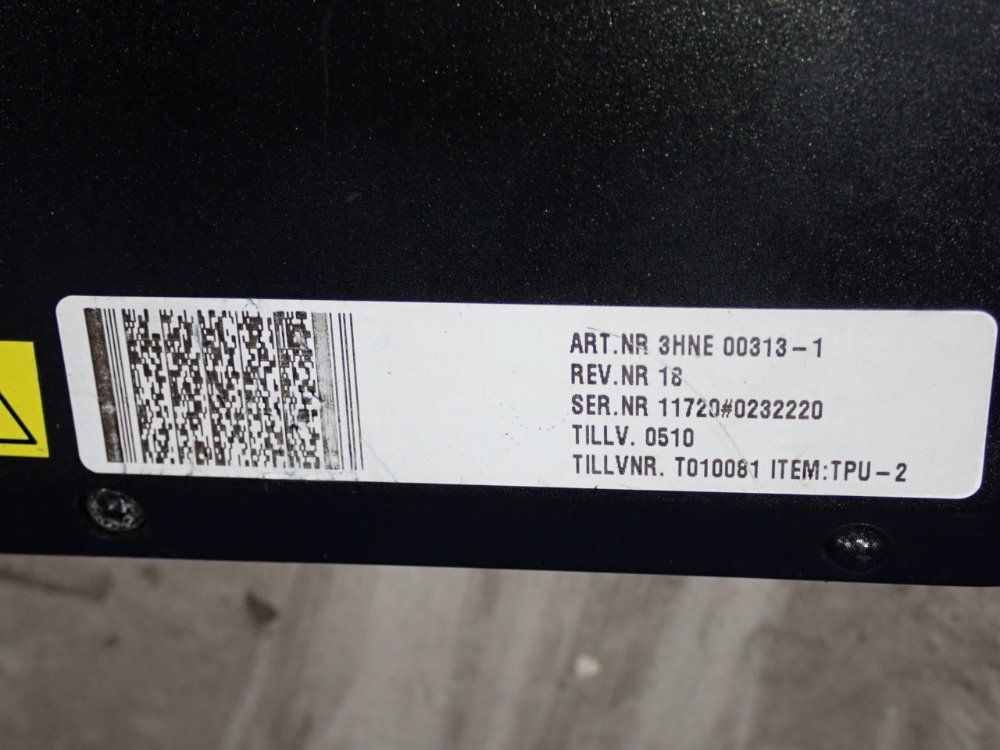 ART.NR 3HNE 00313-1
REV.NR 18
SER.NR 11720#0232220
TILLV. 0510
TILLVNR. T010081 ITEM:TPU-2